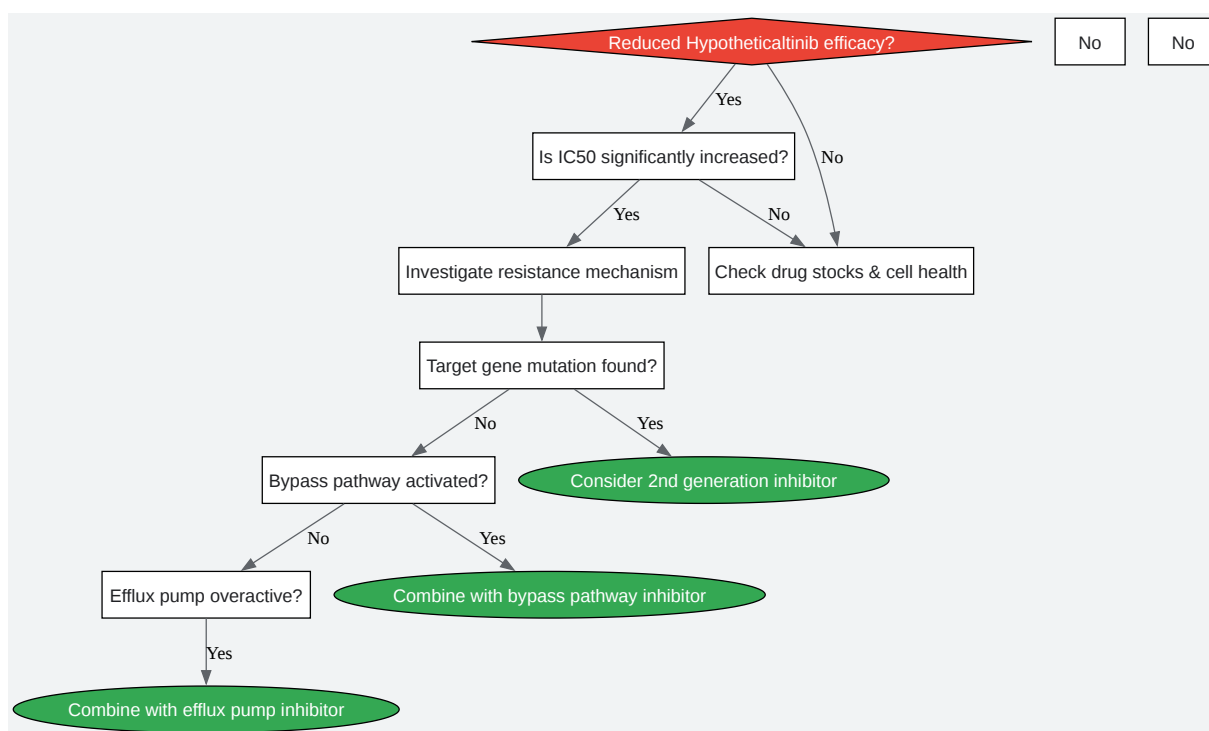 Reduced Hypotheticaltinib efficacy?
No
No
Yes
Is IC50 significantly increased?
No
Yes
No
Investigate resistance mechanism
Check drug stocks & cell health
Target gene mutation found?
No
Yes
Bypass pathway activated?
Consider 2nd generation inhibitor
No
Yes
Efflux pump overactive?
Combine with bypass pathway inhibitor
Yes
Combine with efflux pump inhibitor